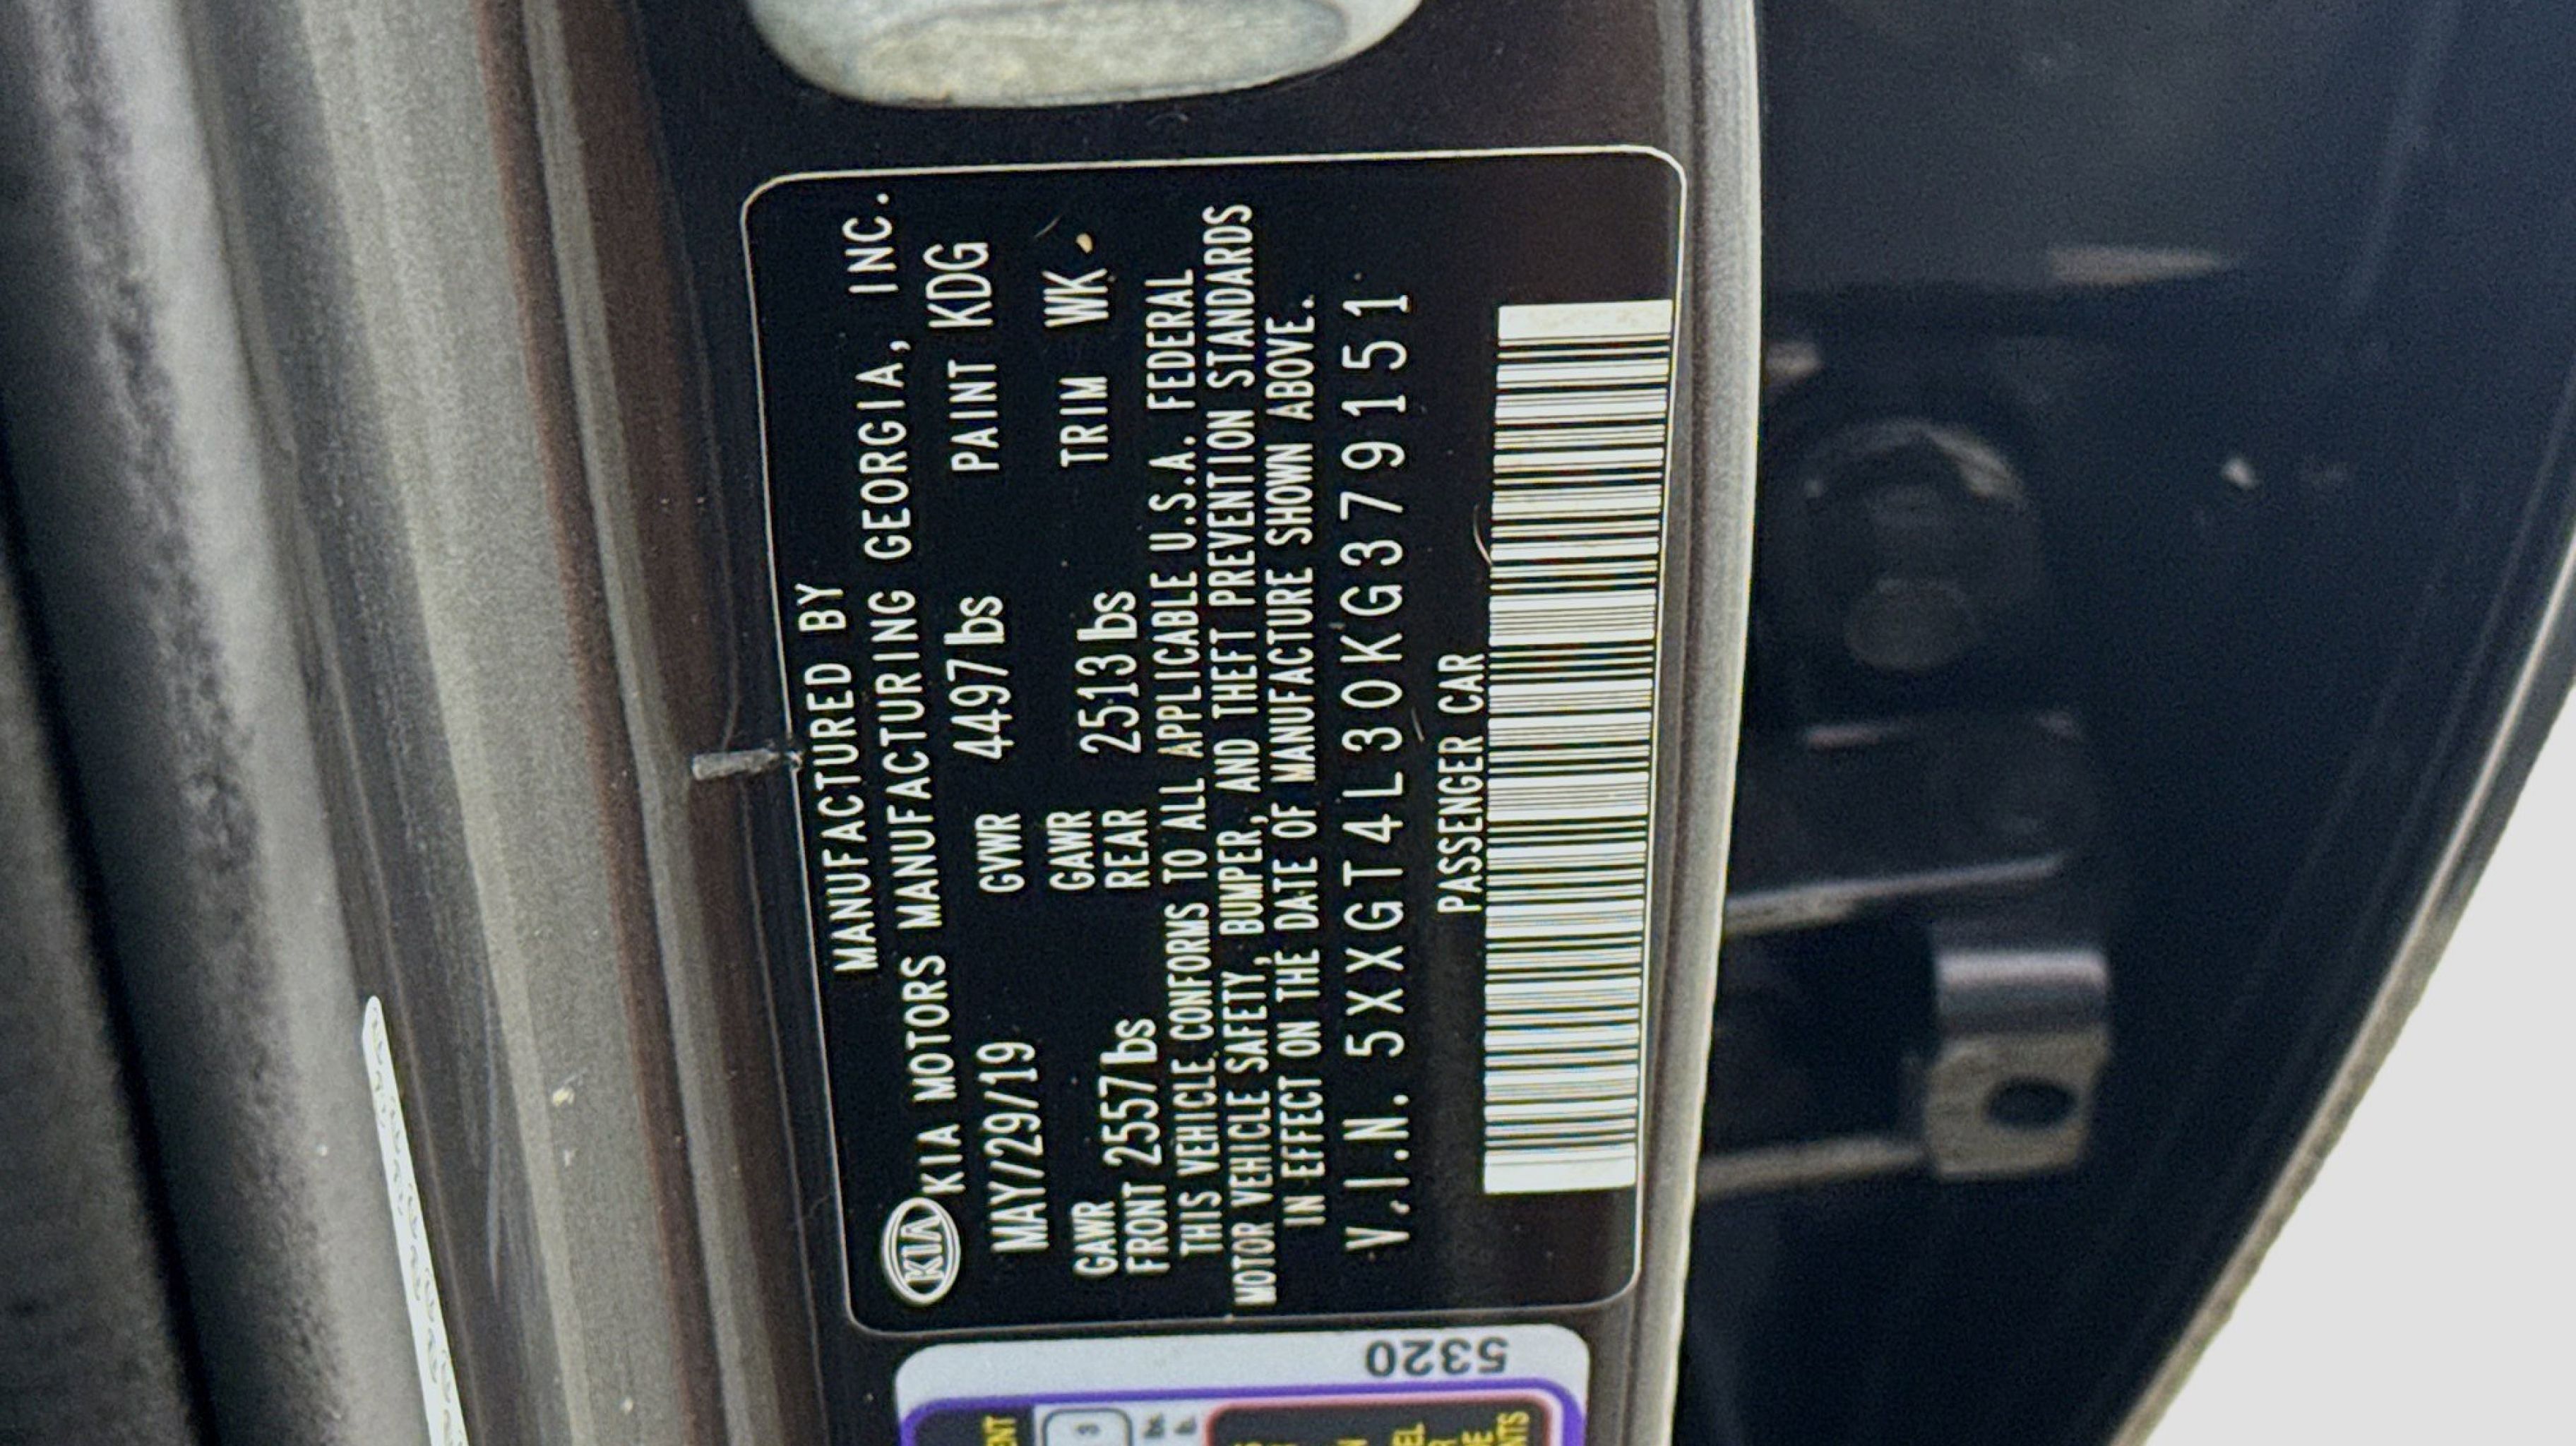 MANUFACTURED BY
KIA KIA MOTORS MANUFACTURING GEORGIA, INC.
MAY/29/19 GVWR 4497lbs PAINT KDG
GAWR FRONT 2557lbs GAWR REAR 2513lbs TRIM WK
THIS VEHICLE CONFORMS TO ALL APPLICABLE U.S.A. FEDERAL
MOTOR VEHICLE SAFETY, BUMPER, AND THEFT PREVENTION STANDARDS
IN EFFECT ON THE DATE OF MANUFACTURE SHOWN ABOVE.
V.I.N. 5XXGT4L30KG379151
PASSENGER CAR
5320